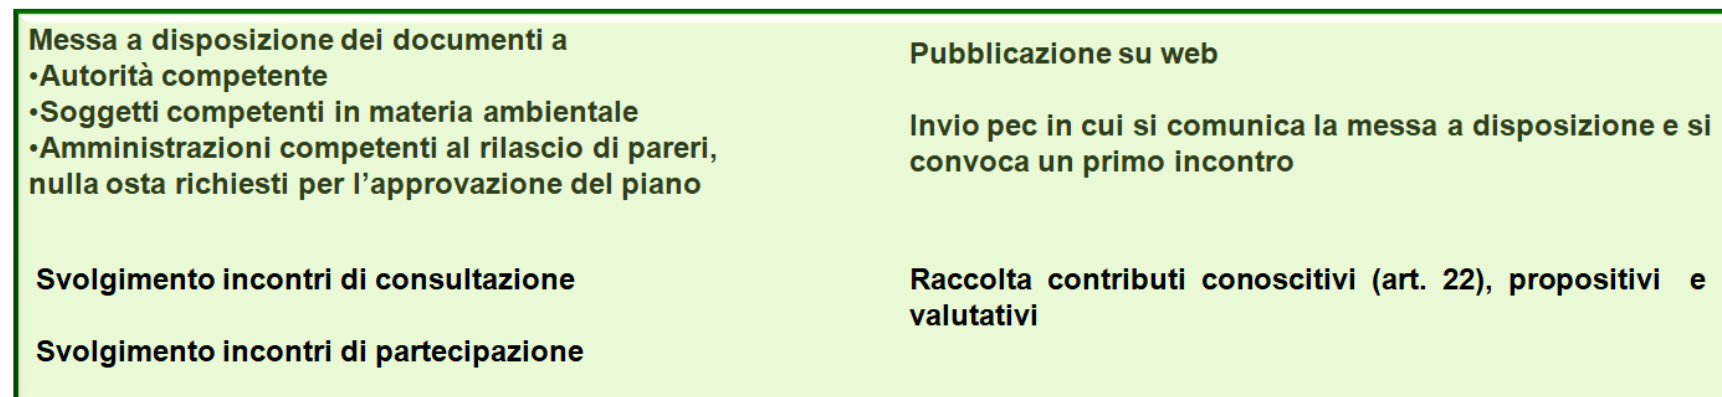 Messa a disposizione dei documenti a
•Autorità competente
•Soggetti competenti in materia ambientale
•Amministrazioni competenti al rilascio di pareri,
nulla osta richiesti per l’approvazione del piano
Pubblicazione su web
Invio pec in cui si comunica la messa a disposizione e si
convoca un primo incontro
Svolgimento incontri di consultazione
Svolgimento incontri di partecipazione
Raccolta contributi conoscitivi (art. 22), propositivi e
valutativi